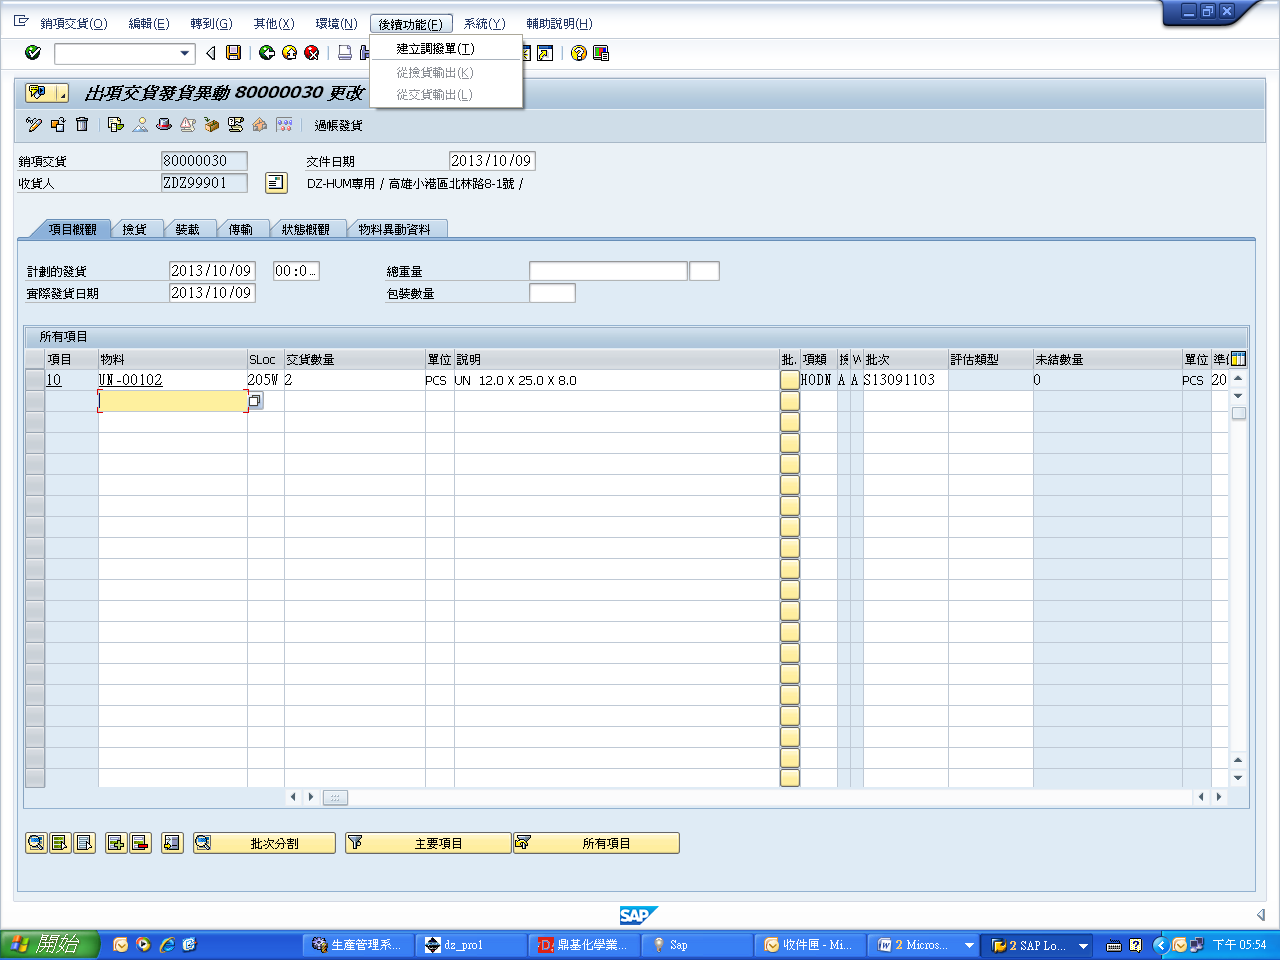 銷項交貨(O) 編輯(E) 轉到(G) 其他(X) 環境(N) 後續功能(F) 系統(Y) 輔助說明(H)
建立調撥單(T)
從撿貨輸出(K)
從交貨輸出(L)
出項交貨發貨異動 80000030 更改
過帳發貨
銷項交貨 80000030 文件日期 2013/10/09
收貨人 ZDZ99901 DZ-HUM專用 / 高雄小港區北林路8-1號 /
項目概觀 撿貨 裝載 傳輸 狀態概觀 物料異動資料
計劃的發貨 2013/10/09 00:0… 總重量
實際發貨日期 2013/10/09 包裝數量
所有項目
項目 物料 SLoc 交貨數量 單位 說明 批. 項類 W 批次 評估類型 未結數量 單位
10 UN-00102 205W 2 PCS UN 12.0 X 25.0 X 8.0 HODN A A S13091103 0 PCS 20
批次分割 主要項目 所有項目
SAP
開始 生產管理系... dz_pro1 鼎基化學業... Sap 收件匣 - Mi... 2 Micros... 2 SAP Lo... 下午 05:54